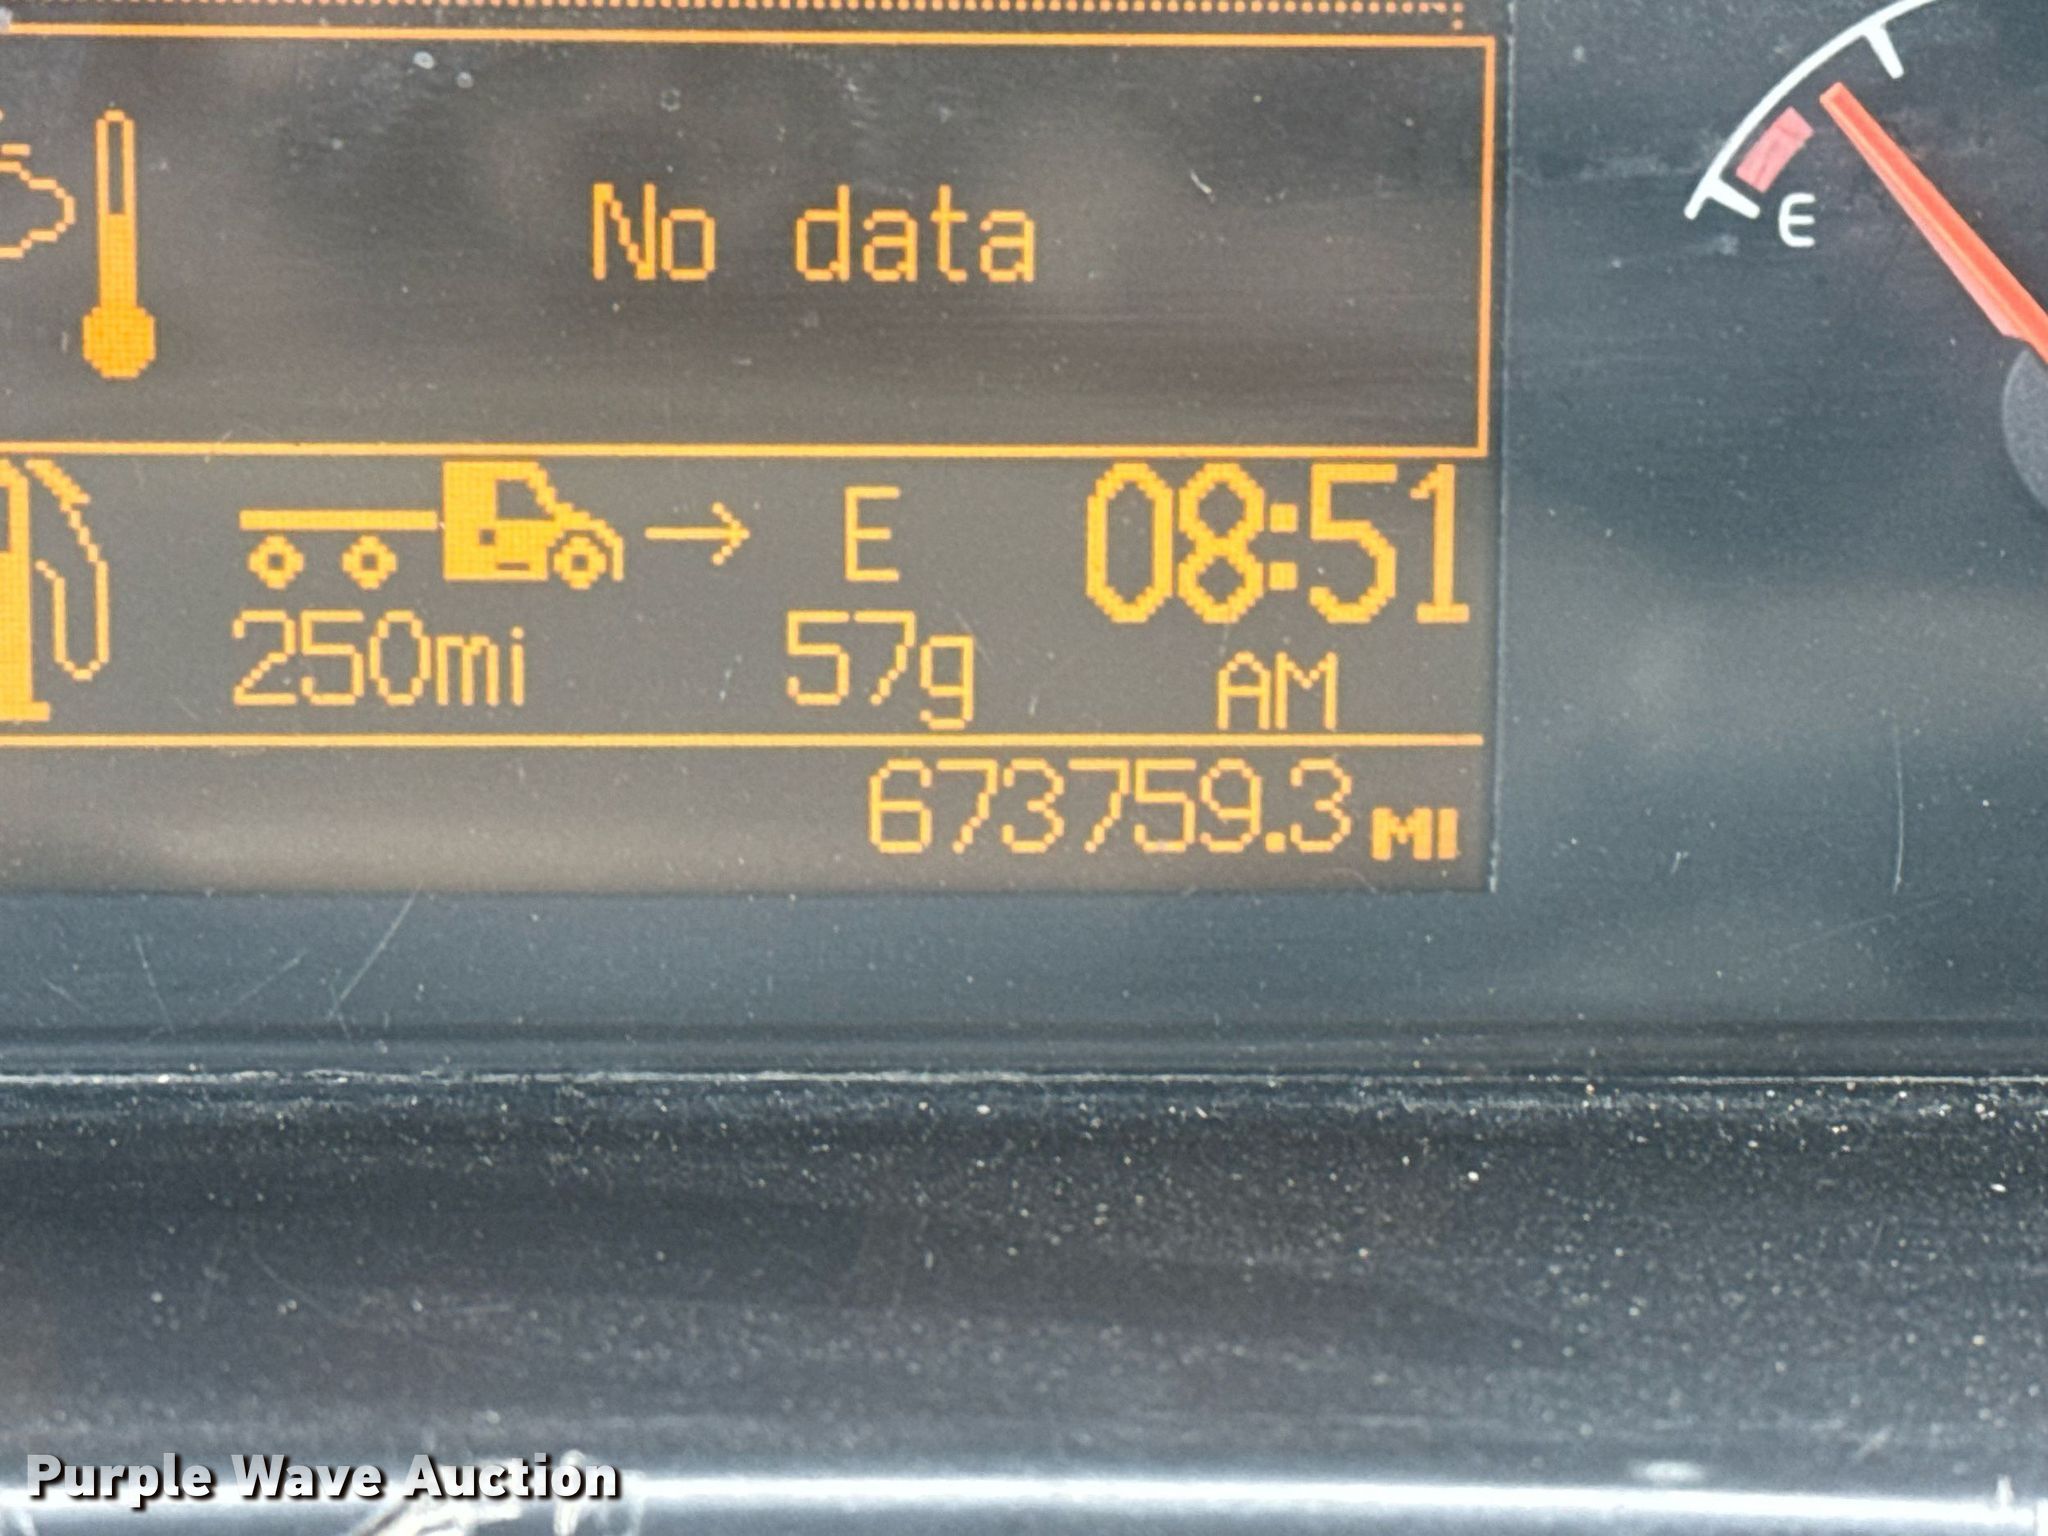 No data
E
E 08:51
250mi 57g AM
673759.3 MI
Purple Wave Auction